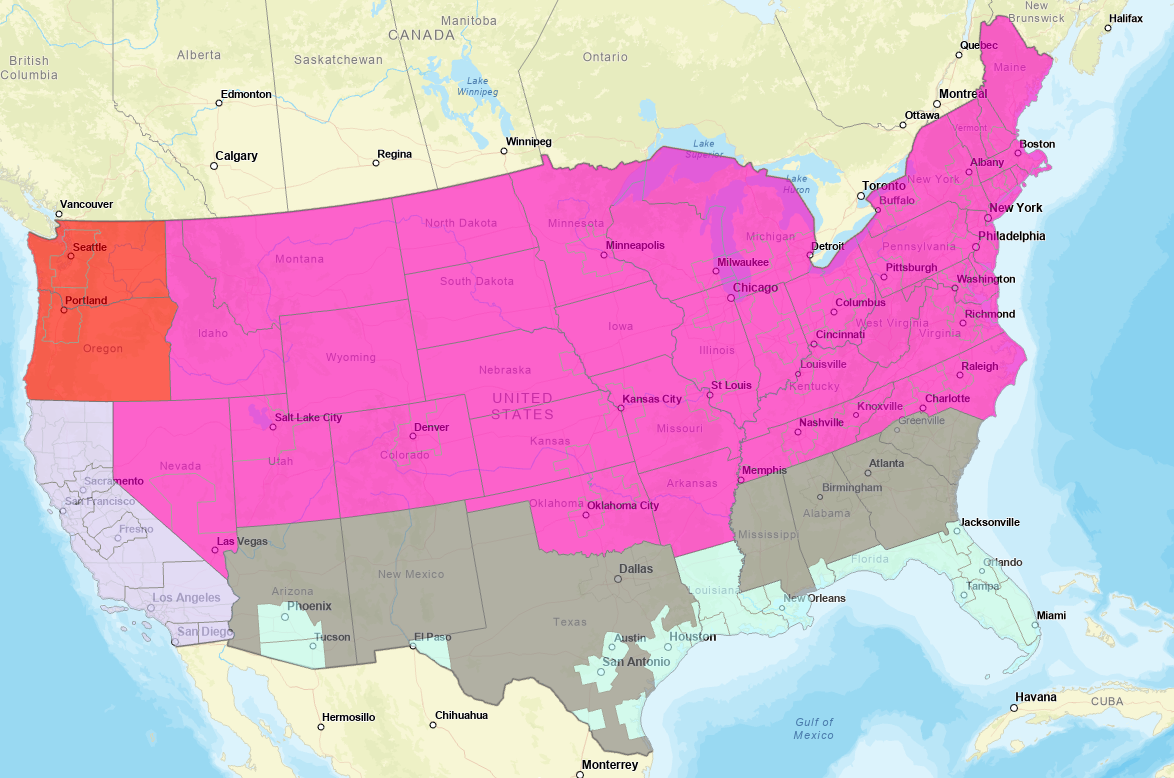 New
Brunswick
Halifax
Manitoba
CANADA
Quebec
British
Columbia
Alberta
Saskatchewan
Ontario
Maine
Lake
Winnipeg
Edmonton
Montreal
Ottawa
Vermont
Winnipeg
Regina
Calgary
Lake
Superior
Boston
Albany
Lake
Huron
New York
Toronto
Buffalo
Vancouver
New York
North Dakota
Minnesota
Michigan
Philadelphia
Seattle
Minneapolis
Detroit
Pennsylvania
Montana
Milwaukee
Pittsburgh
South Dakota
Washington
Chicago
Portland
Columbus
Richmond
Idaho
Iowa
West Virginia
Virginia
Cincinnati
Oregon
Wyoming
Illinois
Louisville
Raleigh
Nebraska
St Louis
Kentucky
UNITED
STATES
Kansas City
Knoxville
Charlotte
Salt Lake City
Denver
Missouri
Nashville
Greenville
Kansas
Colorado
Utah
Nevada
Memphis
Atlanta
Sacramento
Arkansas
Birmingham
San Francisco
Oklahoma
Oklahoma City
Alabama
Fresno
Jacksonville
Las Vegas
Mississippi
Florida
Orlando
Dallas
New Mexico
Arizona
Louisiana
Tampa
Los Angeles
New Orleans
Phoenix
Texas
Miami
San Diego
Tucson
El Paso
Austin
Houston
San Antonio
Havana
CUBA
Hermosillo
Chihuahua
Gulf of
Mexico
Monterrey